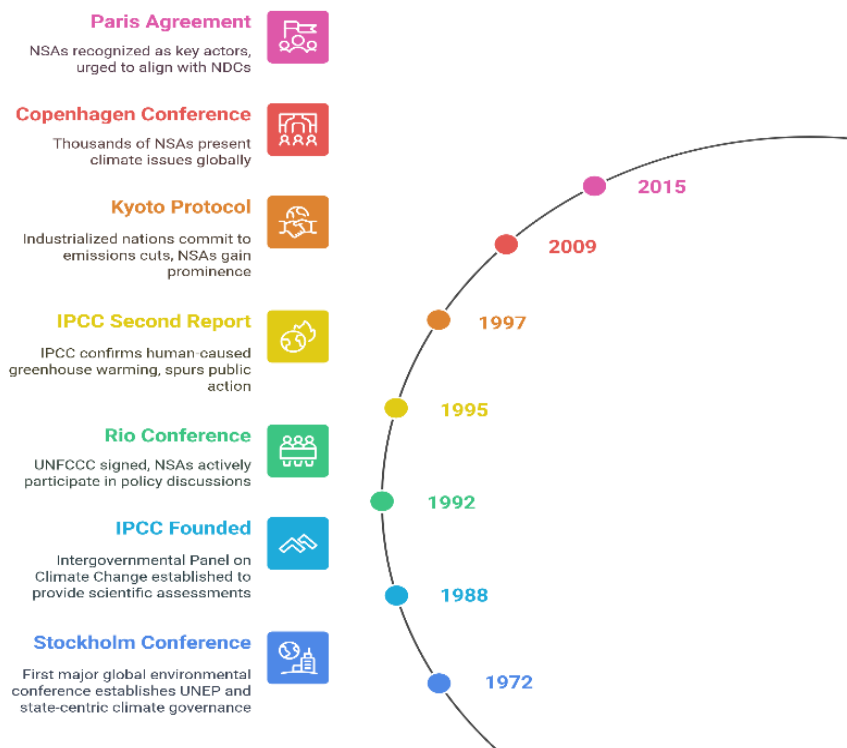 Paris Agreement
NSAs recognized as key actors,
urged to align with NDCs
Copenhagen Conference
Thousands of NSAs present
climate issues globally
2015
Kyoto Protocol
2009
Industrialized nations commit to
emissions cuts, NSAs gain
prominence
IPCC Second Report
1997
IPCC confirms human-caused
greenhouse warming, spurs public
action
1995
Rio Conference
UNFCCC signed, NSAs actively
participate in policy discussions
1992
IPCC Founded
Intergovernmental Panel on
Climate Change established to
provide scientific assessments
1988
Stockholm Conference
First major global environmental
conference establishes UNEP and
state-centric climate governance
1972